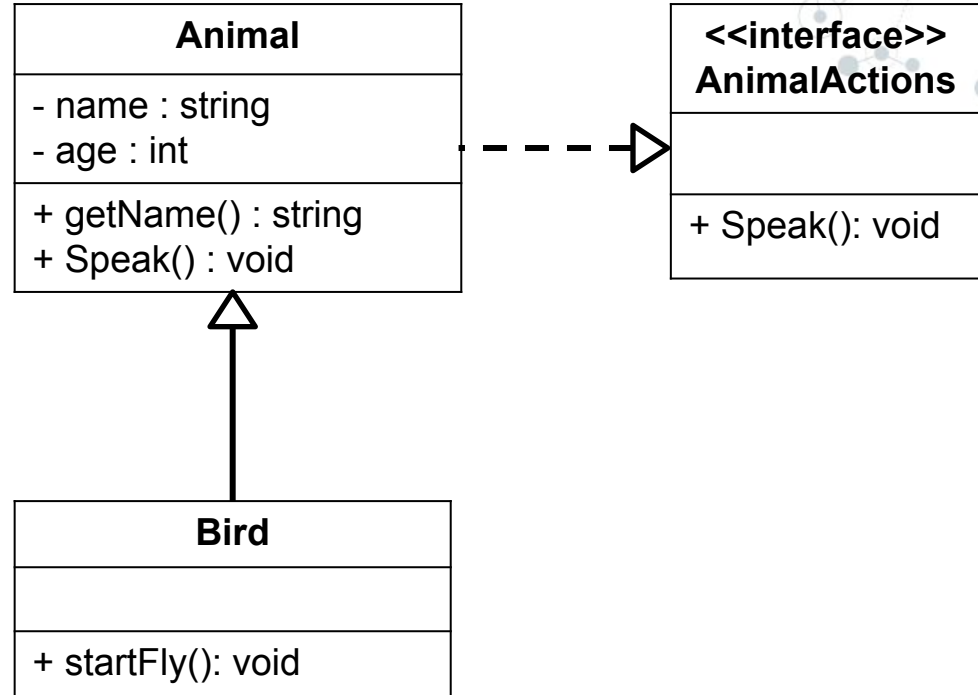 Animal
- name : string
- age : int
+ getName() : string
+ Speak() : void
<<interface>>
AnimalActions
+ Speak(): void
Bird
+ startFly(): void